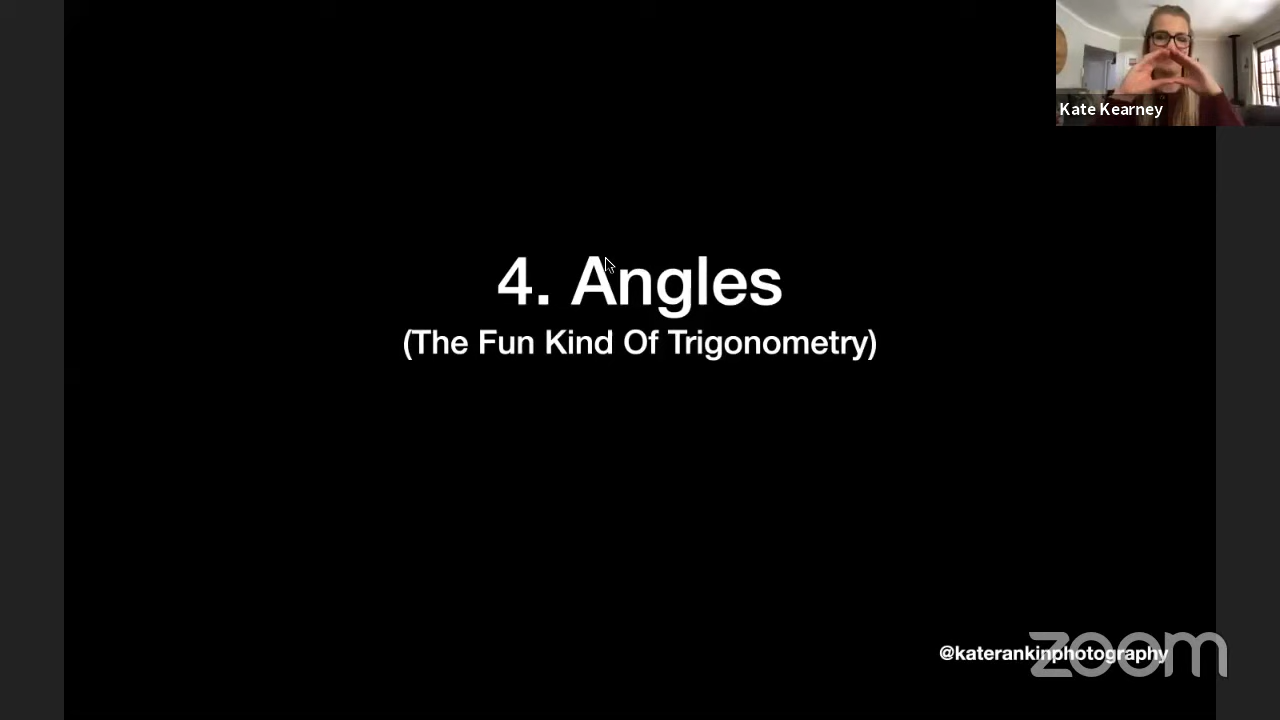 Kate Kearney
4. Angles
(The Fun Kind Of Trigonometry)
@katerankinphotography
zoom